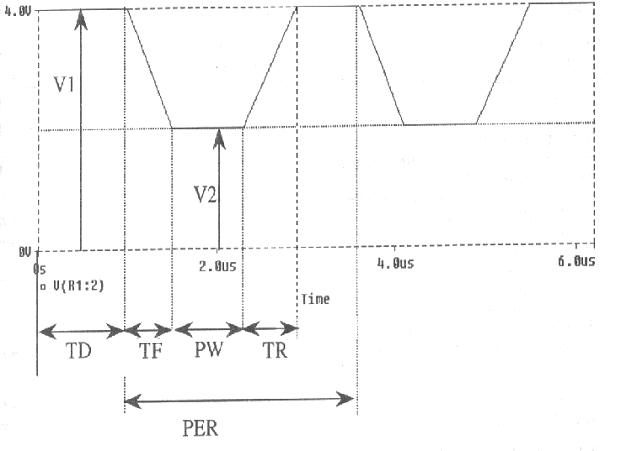 4.0V
V1
V2
0V
0s
2.0us
4.0us
6.0us
V(R1:2)
Time
TD
TF
PW
TR
PER